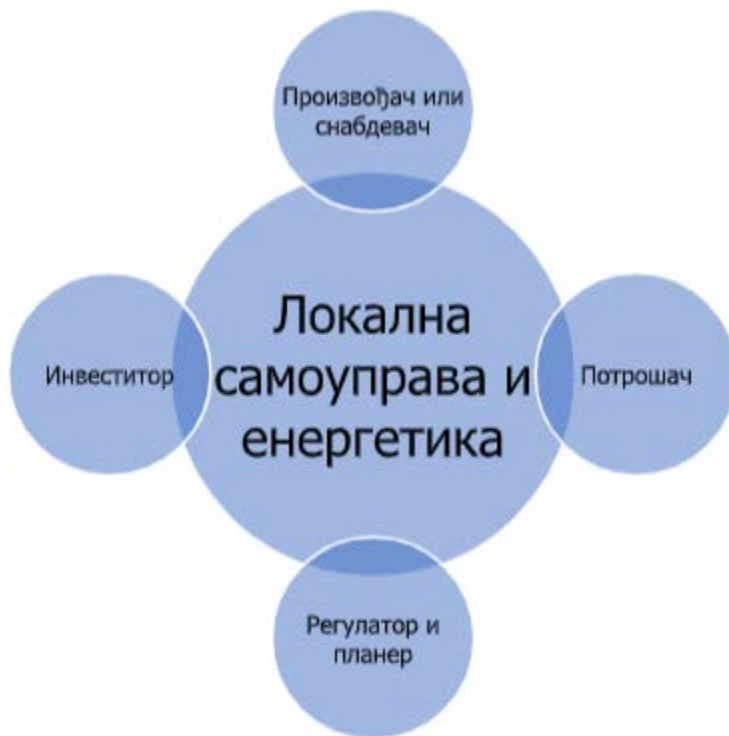 Произвођач или
снабдевач
Локална
самоуправа и
енергетика
Инвеститор
Потрошач
Регулатор и
планер